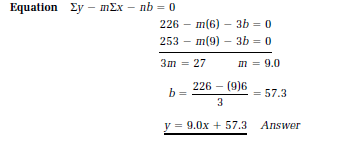 Equation Σy − mΣx − nb = 0
226 − m(6) − 3b = 0
253 − m(9) − 3b = 0
3m = 27 m = 9.0
b = (226 − (9)6)/3 = 57.3
y = 9.0x + 57.3 Answer